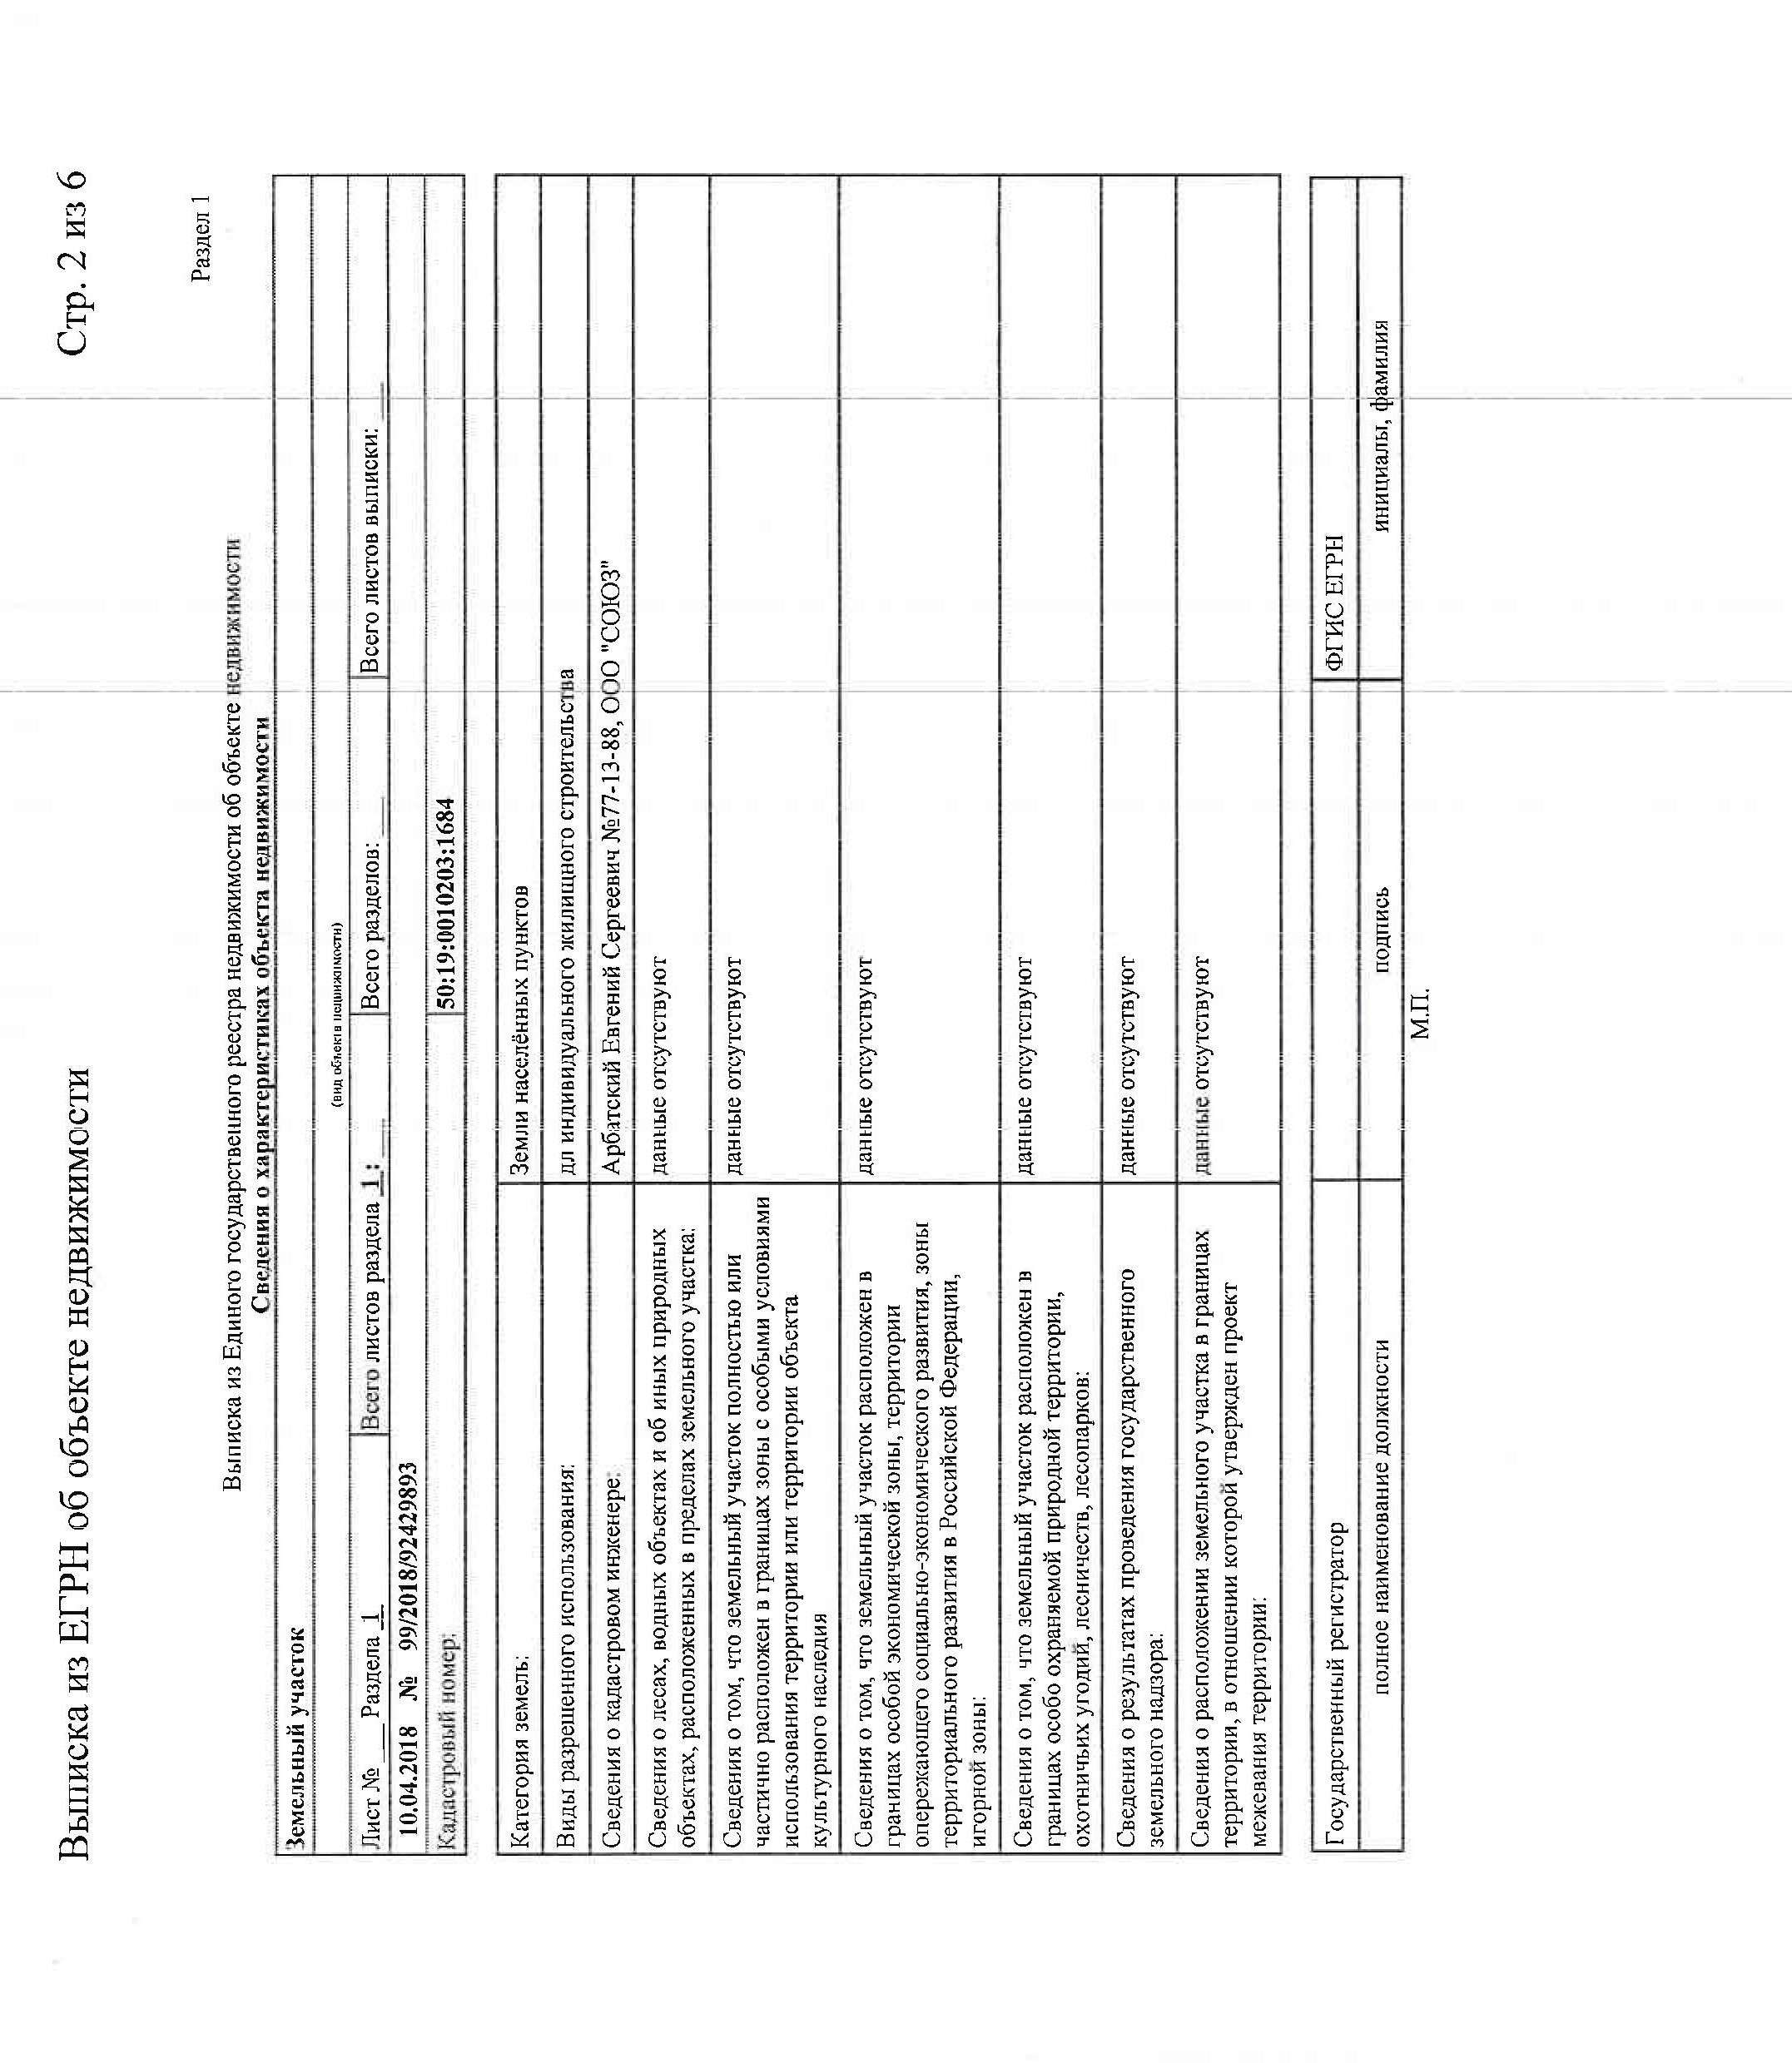 Выписка из ЕГРН об объекте недвижимости Стр. 2 из 6
Раздел 1
Выписка из Единого государственного реестра недвижимости об объекте недвижимости
Сведения о характеристиках объекта недвижимости
Земельный участок
(вид объекта недвижимости)
Лист № ___ Раздела 1 Всего листов раздела 1 : ___ Всего разделов: ___ Всего листов выписки: ___
10.04.2018 № 99/2018/92429893
Кадастровый номер: 50:19:0010203:1684
Категория земель: Земли населённых пунктов
Виды разрешенного использования: дл индивидуального жилищного строительства
Сведения о кадастровом инженере: Арбатский Евгений Сергеевич №77-13-88, ООО "СОЮЗ"
Сведения о лесах, водных объектах и об иных природных
объектах, расположенных в пределах земельного участка:
данные отсутствуют
Сведения о том, что земельный участок полностью или
частично расположен в границах зоны с особыми условиями
использования территории или территории объекта
культурного наследия
данные отсутствуют
Сведения о том, что земельный участок расположен в
границах особой экономической зоны, территории
опережающего социально-экономического развития, зоны
территориального развития в Российской Федерации,
игорной зоны:
данные отсутствуют
Сведения о том, что земельный участок расположен в
границах особо охраняемой природной территории,
охотничьих угодий, лесничеств, лесопарков:
данные отсутствуют
Сведения о результатах проведения государственного
земельного надзора:
данные отсутствуют
Сведения о расположении земельного участка в границах
территории, в отношении которой утвержден проект
межевания территории:
данные отсутствуют
Государственный регистратор ФГИС ЕГРН
полное наименование должности подпись инициалы, фамилия
М.П.